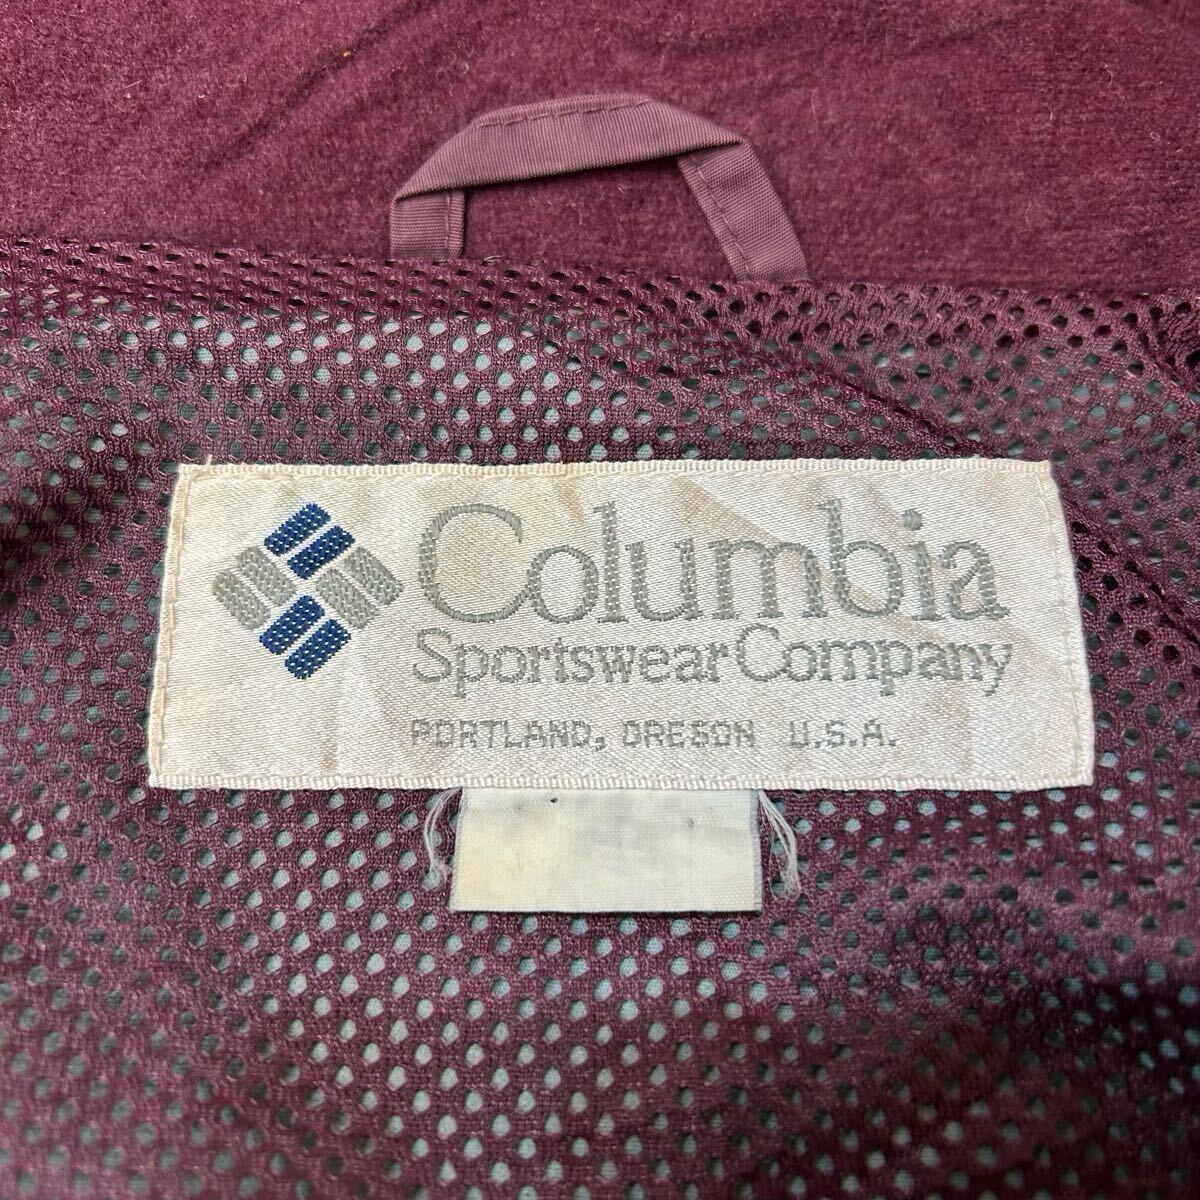 Columbia
Sportswear Company
PORTLAND, OREGON U.S.A.